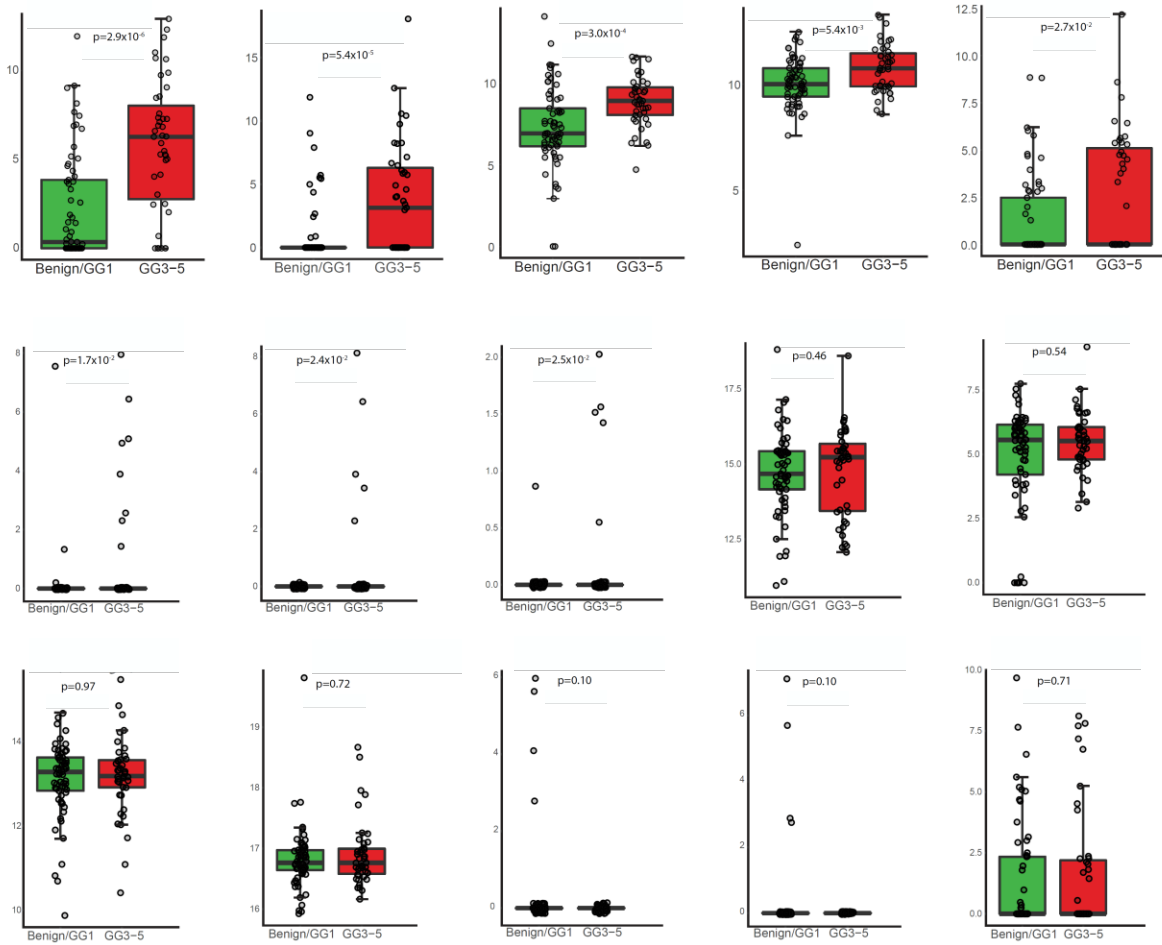 p=2.9x10-6
10
5
0
Benign/GG1 GG3−5
p=5.4x10-5
15
10
5
0
Benign/GG1 GG3−5
p=3.0x10-4
10
5
0
Benign/GG1 GG3−5
p=5.4x10-3
10
5
Benign/GG1 GG3−5
12.5
p=2.7x10-2
10.0
7.5
5.0
2.5
0.0
Benign/GG1 GG3−5
8
p=1.7x10-2
6
4
2
0
Benign/GG1 GG3−5
8
p=2.4x10-2
6
4
2
0
Benign/GG1 GG3−5
2.0
p=2.5x10-2
1.5
1.0
0.5
0.0
Benign/GG1 GG3−5
p=0.46
17.5
15.0
12.5
Benign/GG1 GG3−5
p=0.54
7.5
5.0
2.5
0.0
Benign/GG1 GG3−5
p=0.97
14
12
10
Benign/GG1 GG3−5
p=0.72
19
18
17
16
Benign/GG1 GG3−5
6
p=0.10
4
2
0
Benign/GG1 GG3−5
p=0.10
6
4
2
0
Benign/GG1 GG3−5
10.0
p=0.71
7.5
5.0
2.5
0.0
Benign/GG1 GG3−5